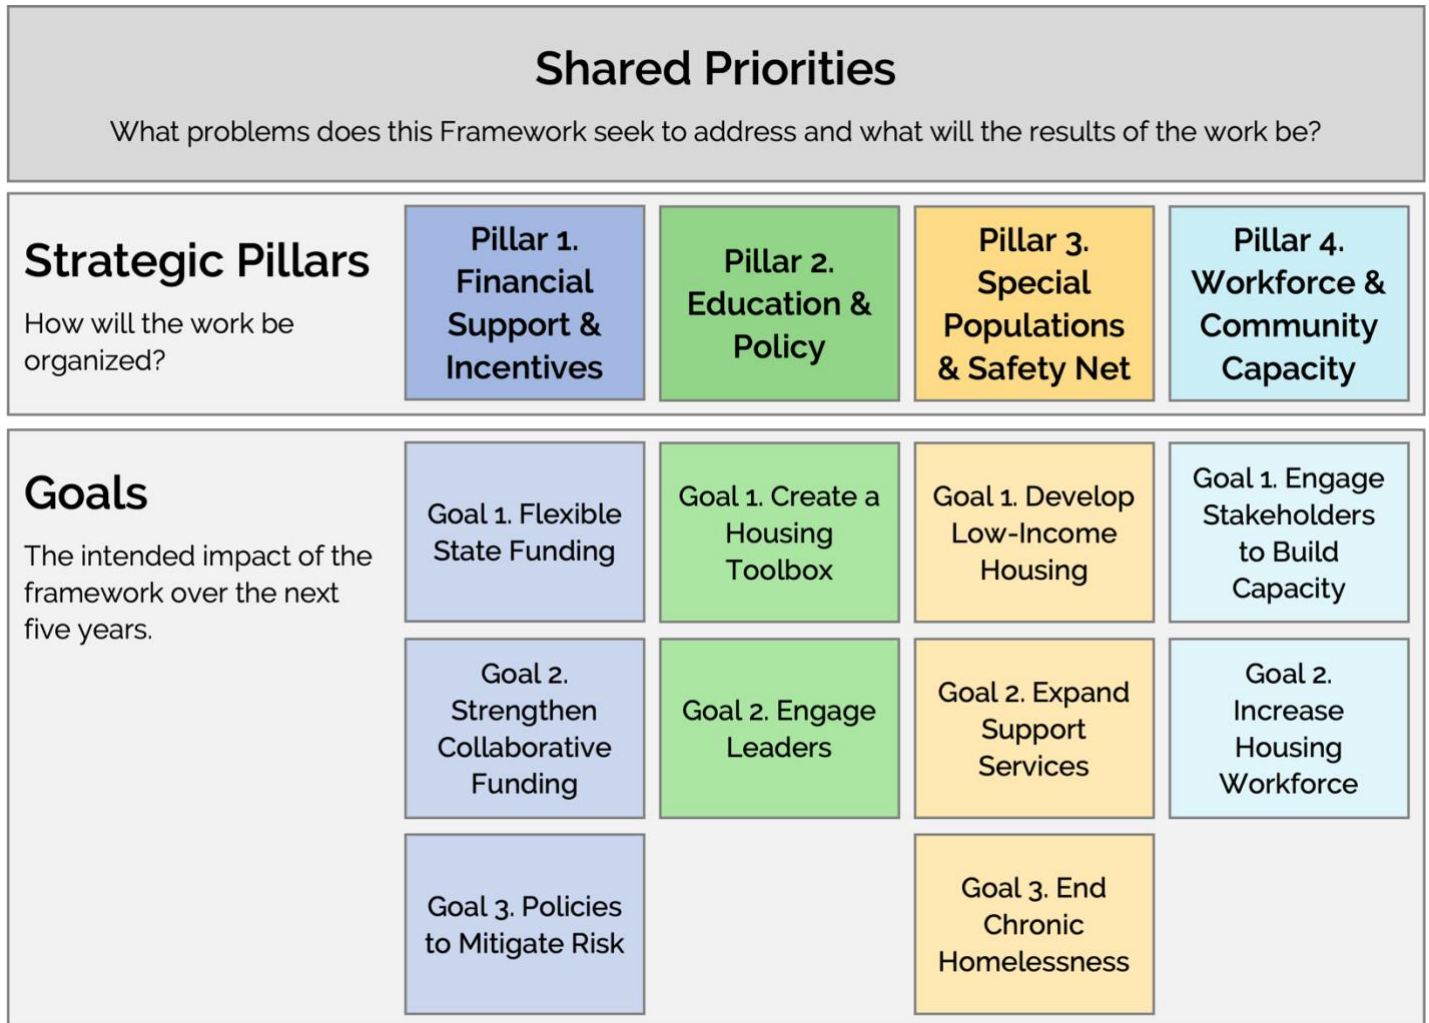 Shared Priorities
What problems does this Framework seek to address and what will the results of the work be?
Strategic Pillars
How will the work be
organized?
Pillar 1.
Financial
Support &
Incentives
Pillar 2.
Education &
Policy
Pillar 3.
Special
Populations
& Safety Net
Pillar 4.
Workforce &
Community
Capacity
Goals
The intended impact of the
framework over the next
five years.
Goal 1. Flexible
State Funding
Goal 1. Create a
Housing
Toolbox
Goal 1. Develop
Low-Income
Housing
Goal 1. Engage
Stakeholders
to Build
Capacity
Goal 2.
Strengthen
Collaborative
Funding
Goal 2. Engage
Leaders
Goal 2. Expand
Support
Services
Goal 2.
Increase
Housing
Workforce
Goal 3. Policies
to Mitigate Risk
Goal 3. End
Chronic
Homelessness